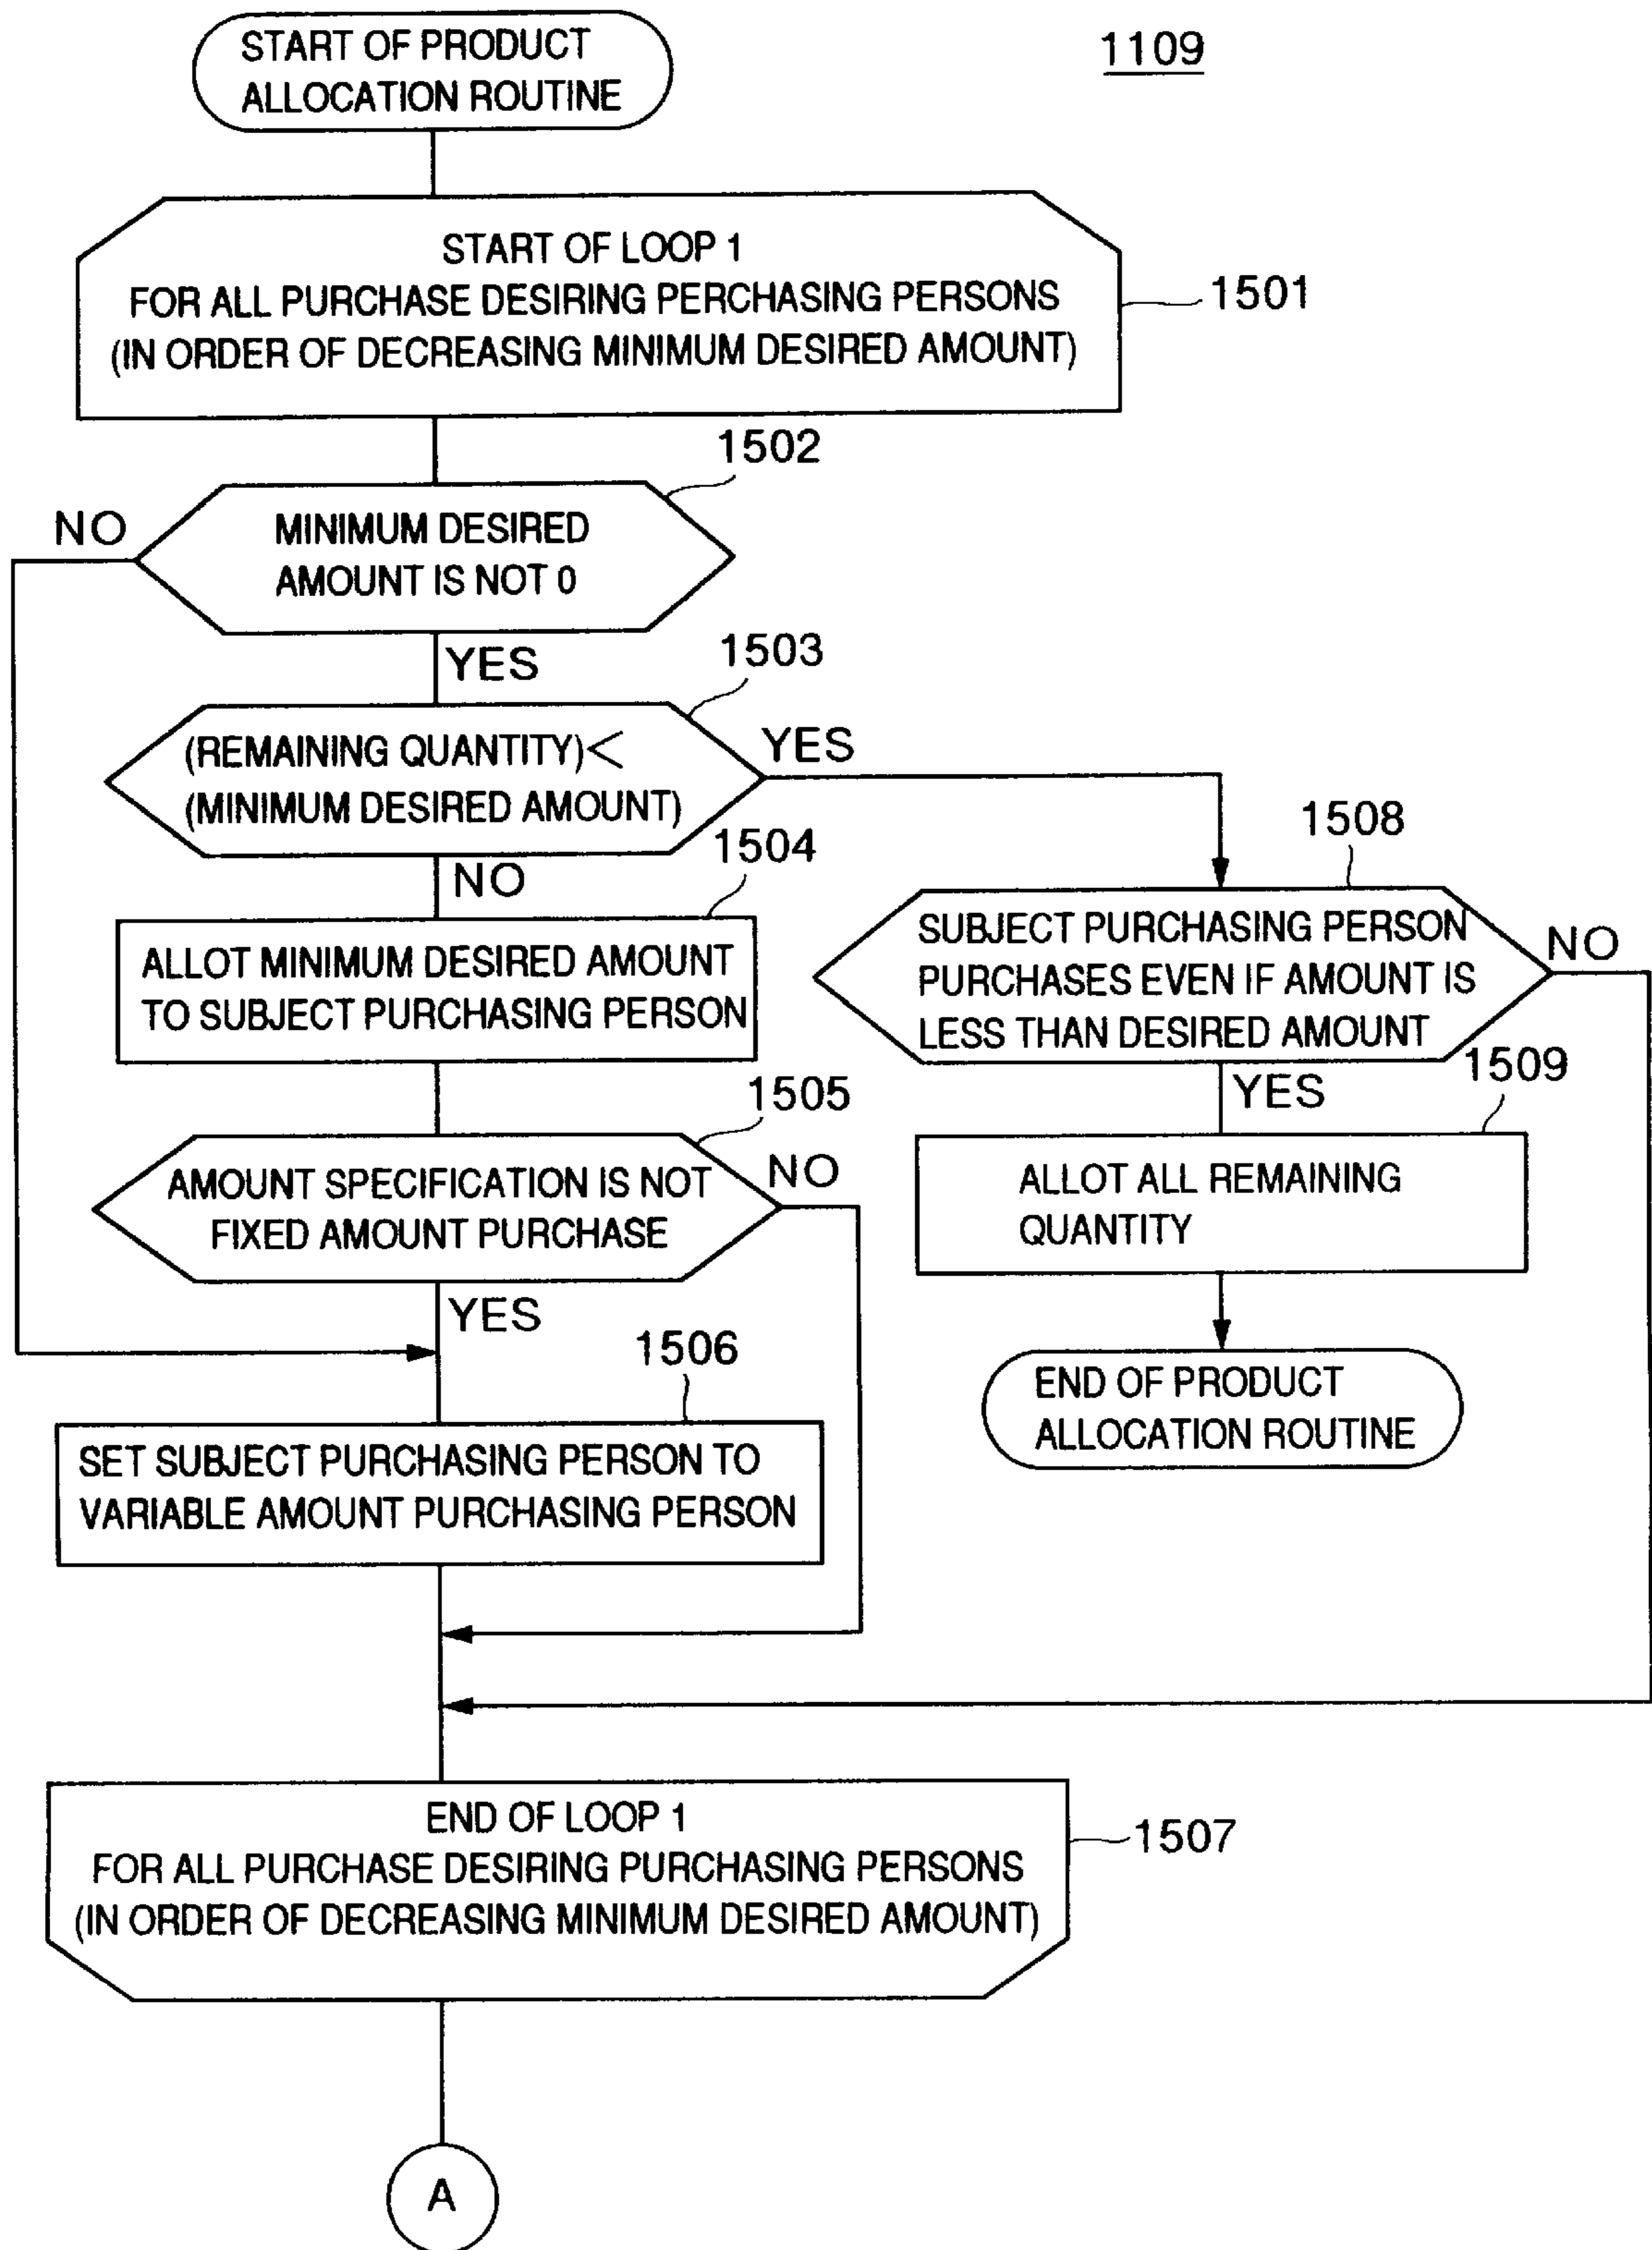 START OF PRODUCT
ALLOCATION ROUTINE
1109
START OF LOOP 1
FOR ALL PURCHASE DESIRING PERCHASING PERSONS
(IN ORDER OF DECREASING MINIMUM DESIRED AMOUNT)
1501
1502
NO
MINIMUM DESIRED
AMOUNT IS NOT 0
YES
1503
(REMAINING QUANTITY)<
(MINIMUM DESIRED AMOUNT)
YES
NO
1504
ALLOT MINIMUM DESIRED AMOUNT
TO SUBJECT PURCHASING PERSON
1508
SUBJECT PURCHASING PERSON
PURCHASES EVEN IF AMOUNT IS
LESS THAN DESIRED AMOUNT
NO
YES
1505
AMOUNT SPECIFICATION IS NOT
FIXED AMOUNT PURCHASE
NO
YES
1509
ALLOT ALL REMAINING
QUANTITY
END OF PRODUCT
ALLOCATION ROUTINE
1506
SET SUBJECT PURCHASING PERSON TO
VARIABLE AMOUNT PURCHASING PERSON
END OF LOOP 1
FOR ALL PURCHASE DESIRING PURCHASING PERSONS
(IN ORDER OF DECREASING MINIMUM DESIRED AMOUNT)
1507
A